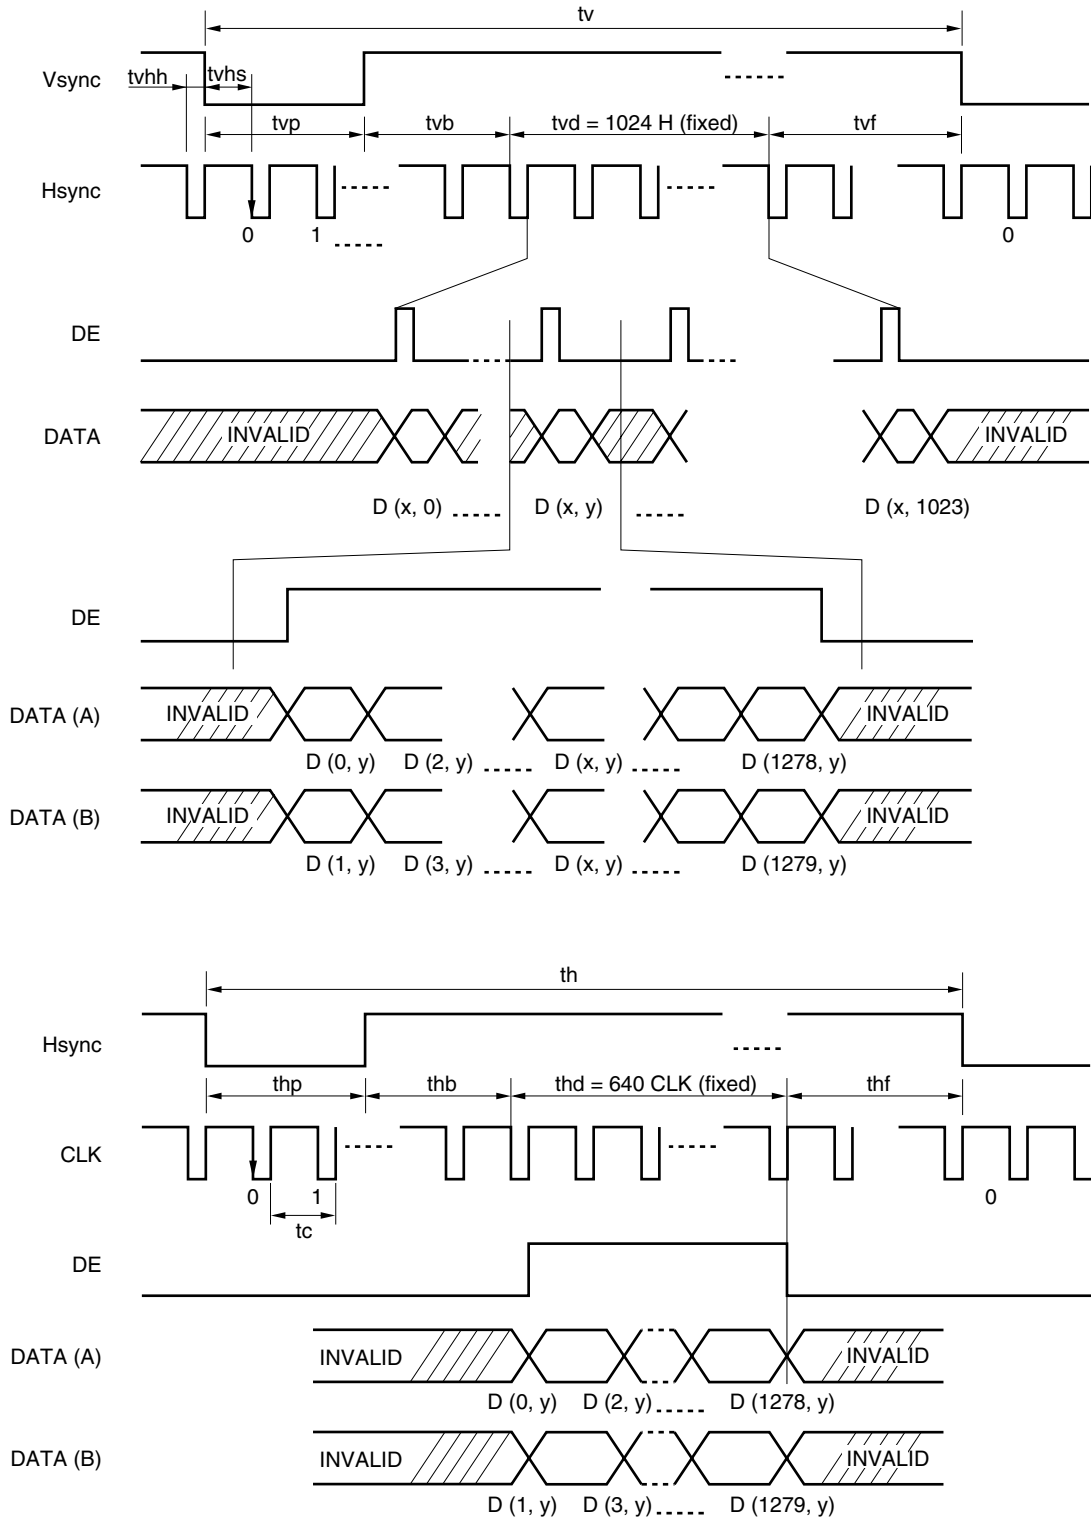 tv
Vsync
tvhh tvhs
tvp tvb tvd = 1024 H (fixed) tvf
Hsync
0 1 0
DE
DATA INVALID INVALID
D (x, 0) D (x, y) D (x, 1023)
DE
DATA (A) INVALID INVALID
D (0, y) D (2, y) D (x, y) D (1278, y)
DATA (B) INVALID INVALID
D (1, y) D (3, y) D (x, y) D (1279, y)
th
Hsync
thp thb thd = 640 CLK (fixed) thf
CLK
0 1 0
tc
DE
DATA (A) INVALID INVALID
D (0, y) D (2, y) D (1278, y)
DATA (B) INVALID INVALID
D (1, y) D (3, y) D (1279, y)